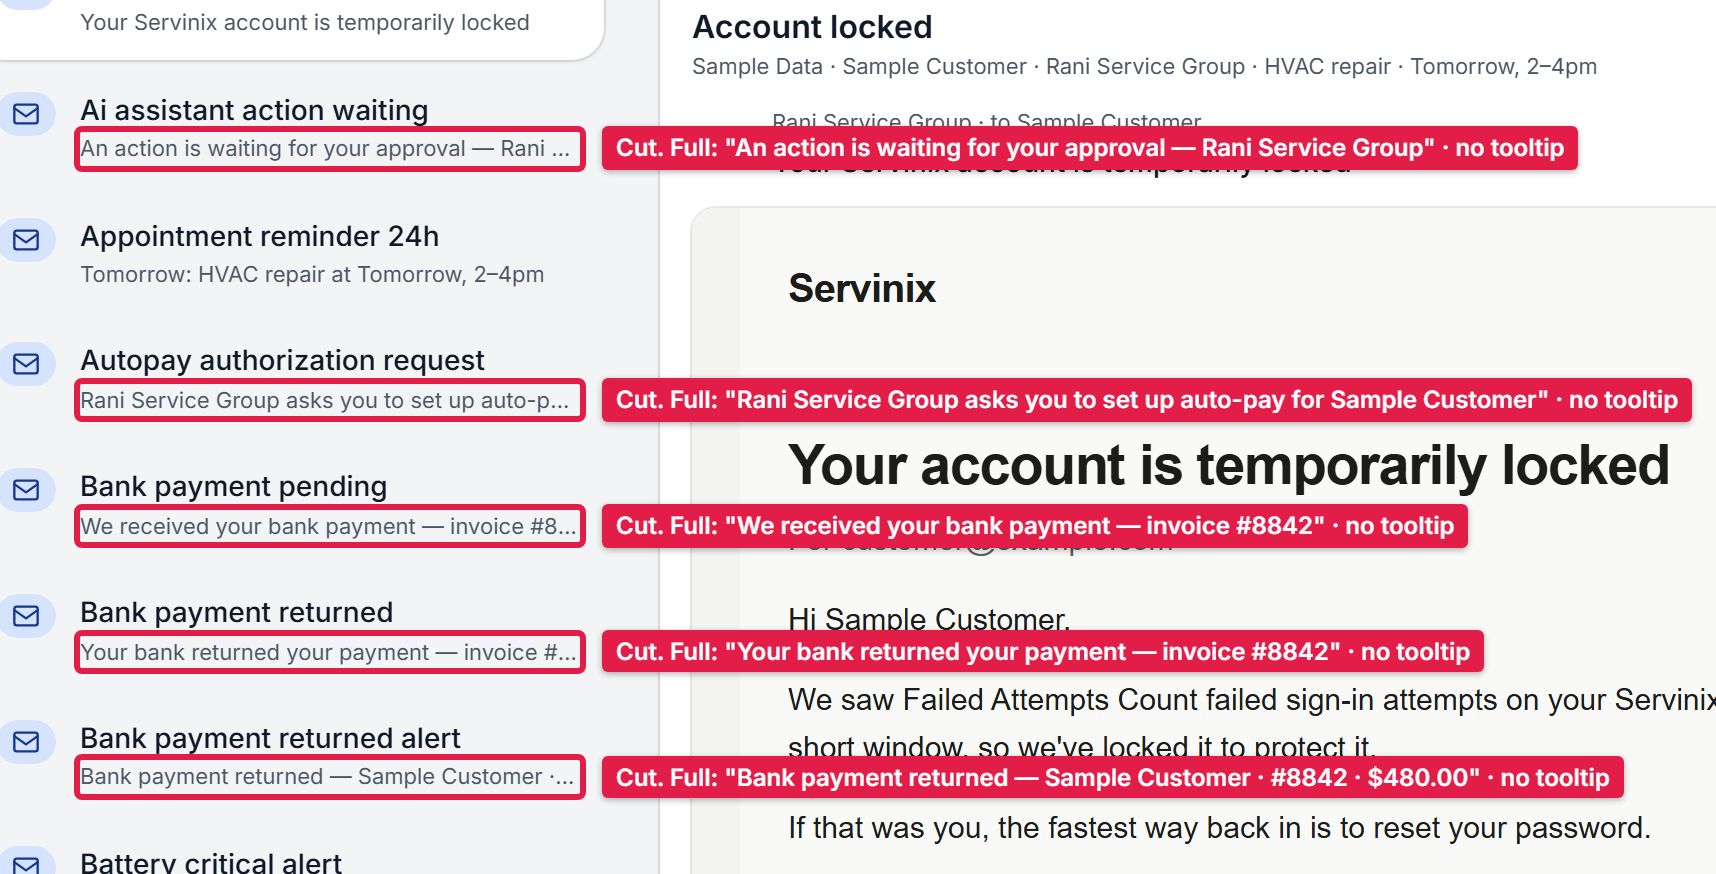 Your Servinix account is temporarily locked
Ai assistant action waiting
An action is waiting for your approval — Rani ...
Appointment reminder 24h
Tomorrow: HVAC repair at Tomorrow, 2–4pm
Autopay authorization request
Rani Service Group asks you to set up auto-p...
Bank payment pending
We received your bank payment — invoice #8...
Bank payment returned
Your bank returned your payment — invoice #...
Bank payment returned alert
Bank payment returned — Sample Customer ·...
Battery critical alert
Account locked
Sample Data · Sample Customer · Rani Service Group · HVAC repair · Tomorrow, 2–4pm
Rani Service Group · to Sample Customer
Cut. Full: "An action is waiting for your approval — Rani Service Group" · no tooltip
Your Servinix account is temporarily locked
Servinix
Cut. Full: "Rani Service Group asks you to set up auto-pay for Sample Customer" · no tooltip
Your account is temporarily locked
Cut. Full: "We received your bank payment — invoice #8842" · no tooltip
For customer@example.com
Hi Sample Customer,
Cut. Full: "Your bank returned your payment — invoice #8842" · no tooltip
We saw Failed Attempts Count failed sign-in attempts on your Servinix
short window, so we've locked it to protect it.
Cut. Full: "Bank payment returned — Sample Customer · #8842 · $480.00" · no tooltip
If that was you, the fastest way back in is to reset your password.